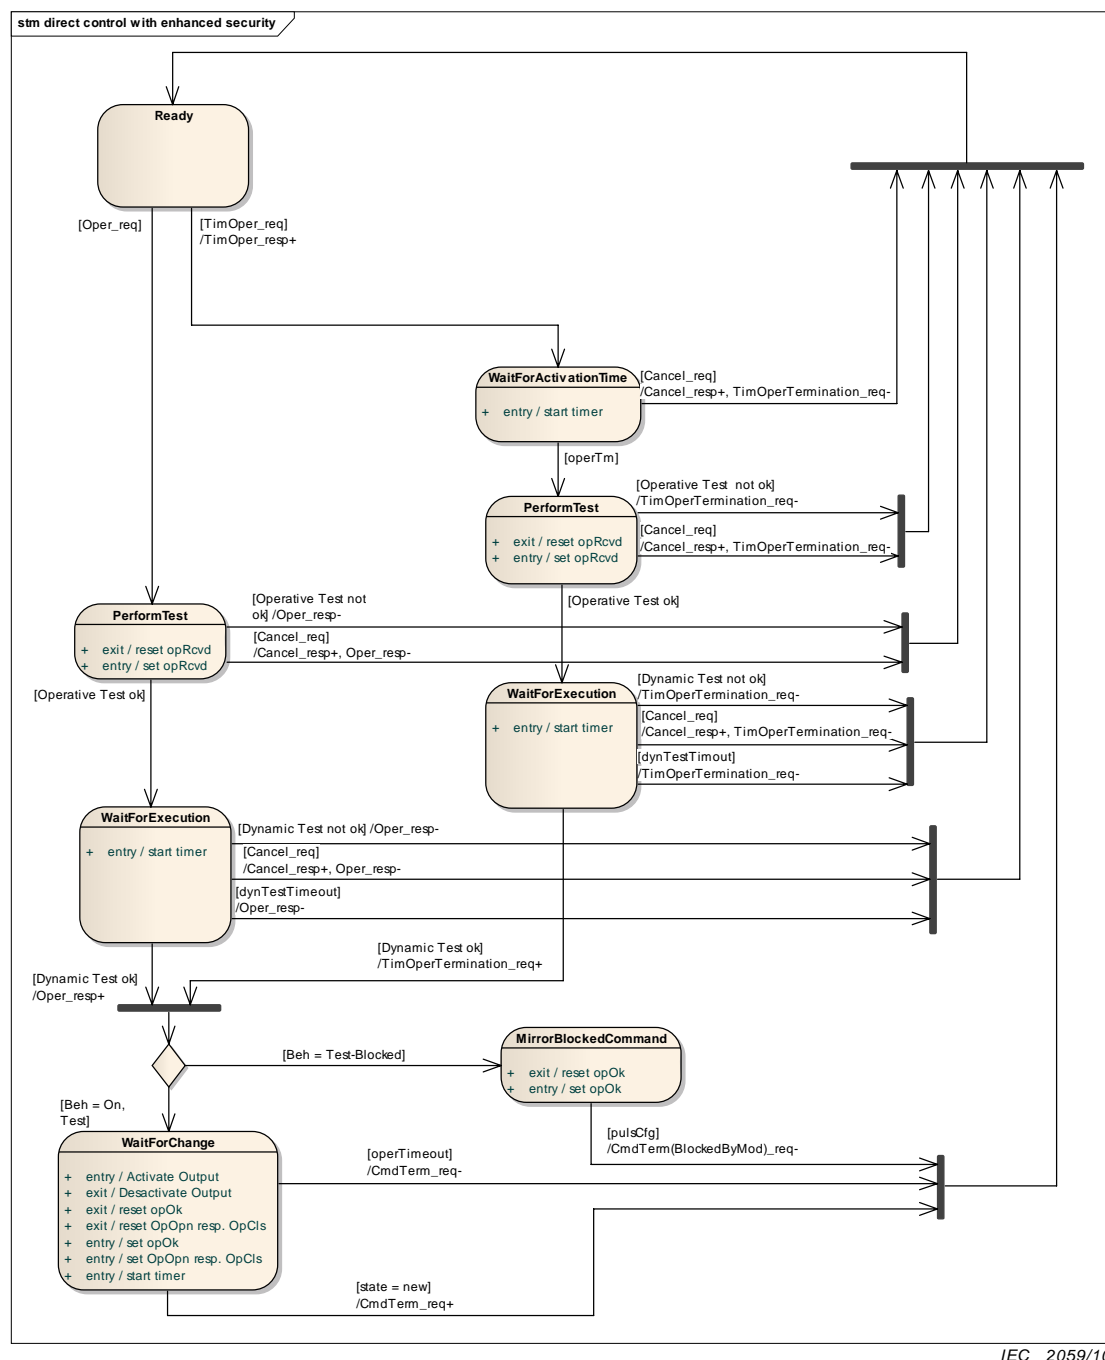 stm direct control with enhanced security
Ready
[Oper_req]
[TimOper_req]
/TimOper_resp+
WaitForActivationTime
+ entry / start timer
[Cancel_req]
/Cancel_resp+, TimOperTermination_req-
[operTm]
PerformTest
+ exit / reset opRcvd
+ entry / set opRcvd
[Operative Test not ok]
/TimOperTermination_req-
[Cancel_req]
/Cancel_resp+, TimOperTermination_req-
[Operative Test ok]
PerformTest
+ exit / reset opRcvd
+ entry / set opRcvd
[Operative Test not
ok] /Oper_resp-
[Cancel_req]
/Cancel_resp+, Oper_resp-
[Operative Test ok]
WaitForExecution
+ entry / start timer
[Dynamic Test not ok]
/TimOperTermination_req-
[Cancel_req]
/Cancel_resp+, TimOperTermination_req-
[dynTestTimout]
/TimOperTermination_req-
WaitForExecution
+ entry / start timer
[Dynamic Test not ok] /Oper_resp-
[Cancel_req]
/Cancel_resp+, Oper_resp-
[dynTestTimeout]
/Oper_resp-
[Dynamic Test ok]
/TimOperTermination_req+
[Dynamic Test ok]
/Oper_resp+
[Beh = Test-Blocked]
MirrorBlockedCommand
+ exit / reset opOk
+ entry / set opOk
[Beh = On,
Test]
[pulsCfg]
/CmdTerm(BlockedByMod)_req-
WaitForChange
+ entry / Activate Output
+ exit / Desactivate Output
+ exit / reset opOk
+ exit / reset OpOpn resp. OpCls
+ entry / set opOk
+ entry / set OpOpn resp. OpCls
+ entry / start timer
[operTimeout]
/CmdTerm_req-
[state = new]
/CmdTerm_req+
IEC 2059/10